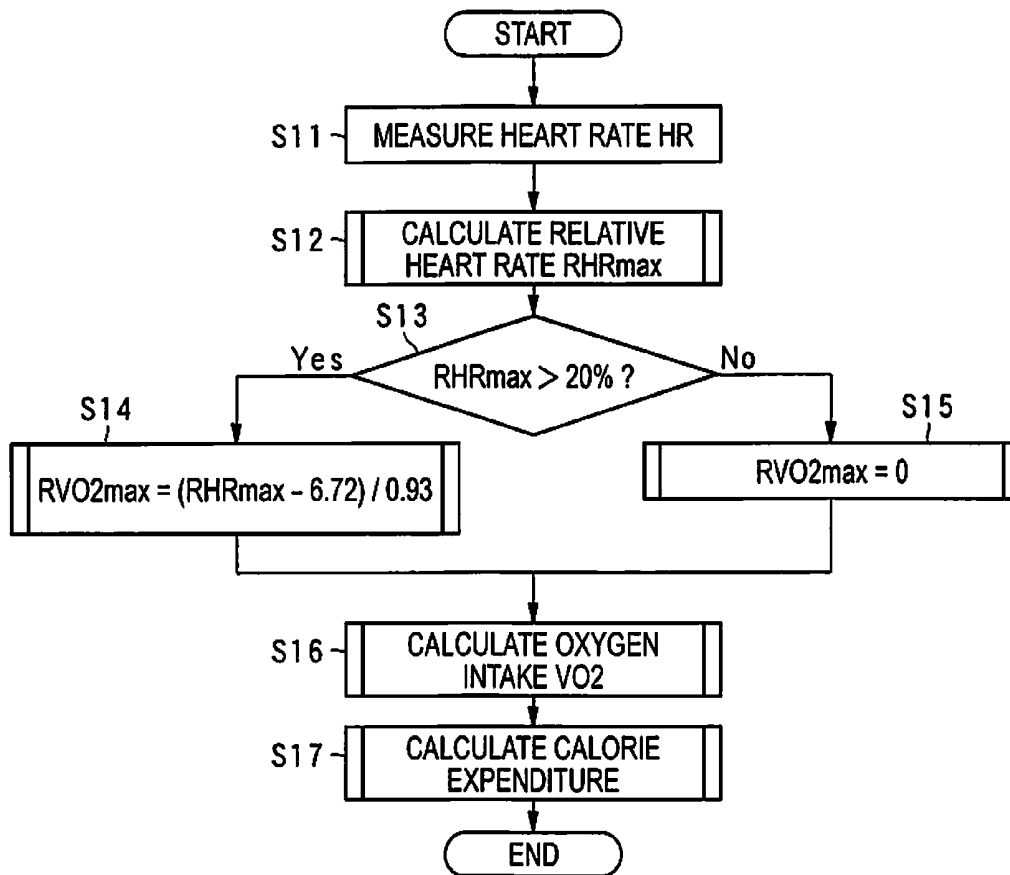 START
S11
MEASURE HEART RATE HR
S12
CALCULATE RELATIVE
HEART RATE RHRmax
S13
Yes
RHRmax > 20% ?
No
S14
RVO2max = (RHRmax – 6.72) / 0.93
S15
RVO2max = 0
S16
CALCULATE OXYGEN
INTAKE VO2
S17
CALCULATE CALORIE
EXPENDITURE
END